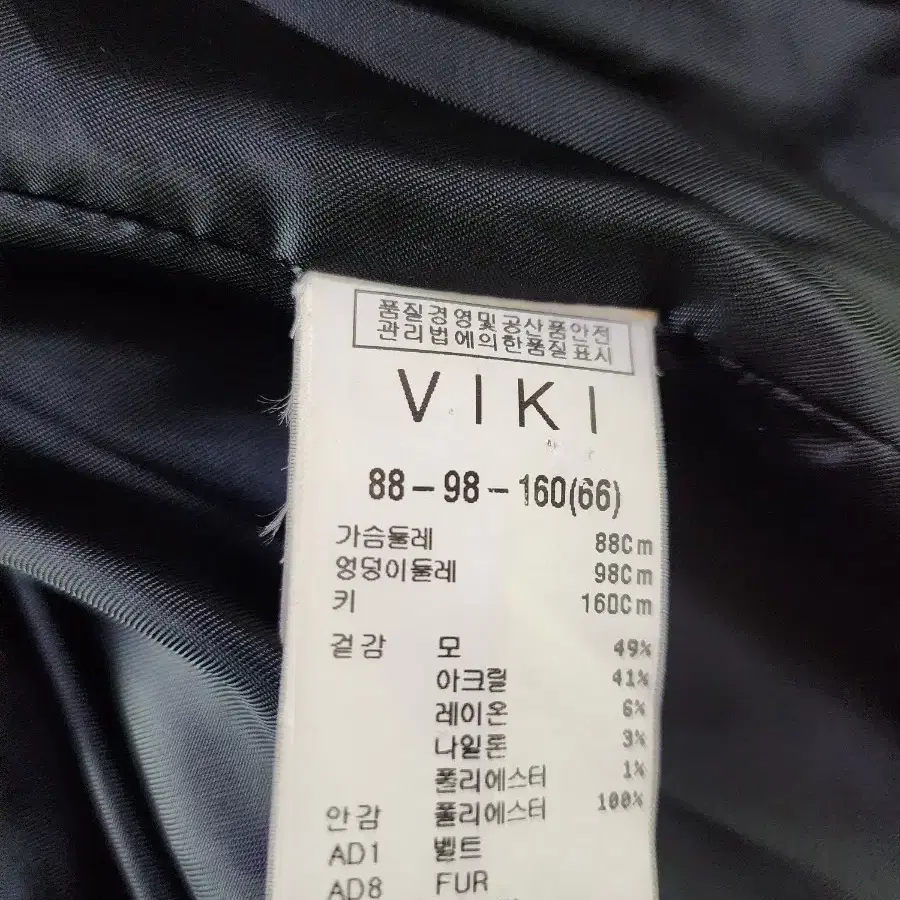 품질경영및공산품안전
관리법에의한품질표시
VIKI
88-98-160(66)
가슴둘레 88Cm
엉덩이둘레 98Cm
키 160Cm
겉감 모 49%
아크릴 41%
레이온 6%
나일론 3%
폴리에스터 1%
안감 폴리에스터 100%
AD1 벨트
AD8 FUR